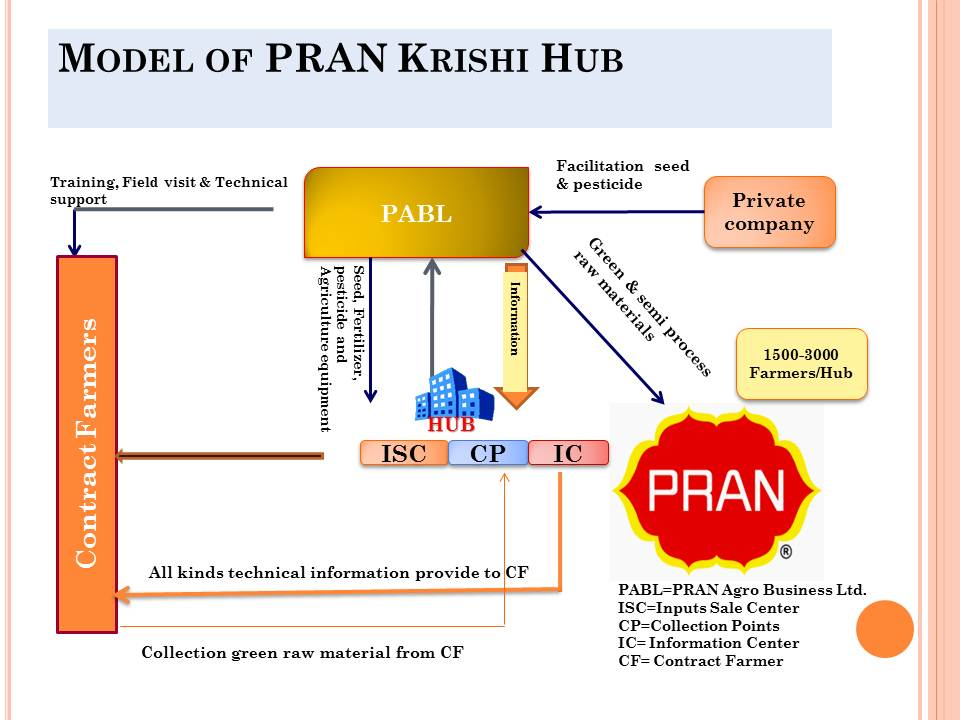 MODEL OF PRAN KRISHI HUB
Training, Field visit & Technical
support
PABL
Facilitation seed
& pesticide
Private
company
Seed, Fertilizer,
pesticide and
Agriculture equipment
Information
Green & semi process
raw materials
1500-3000
Farmers/Hub
Contract Farmers
HUB
ISC
CP
IC
PRAN
®
All kinds technical information provide to CF
Collection green raw material from CF
PABL=PRAN Agro Business Ltd.
ISC=Inputs Sale Center
CP=Collection Points
IC= Information Center
CF= Contract Farmer